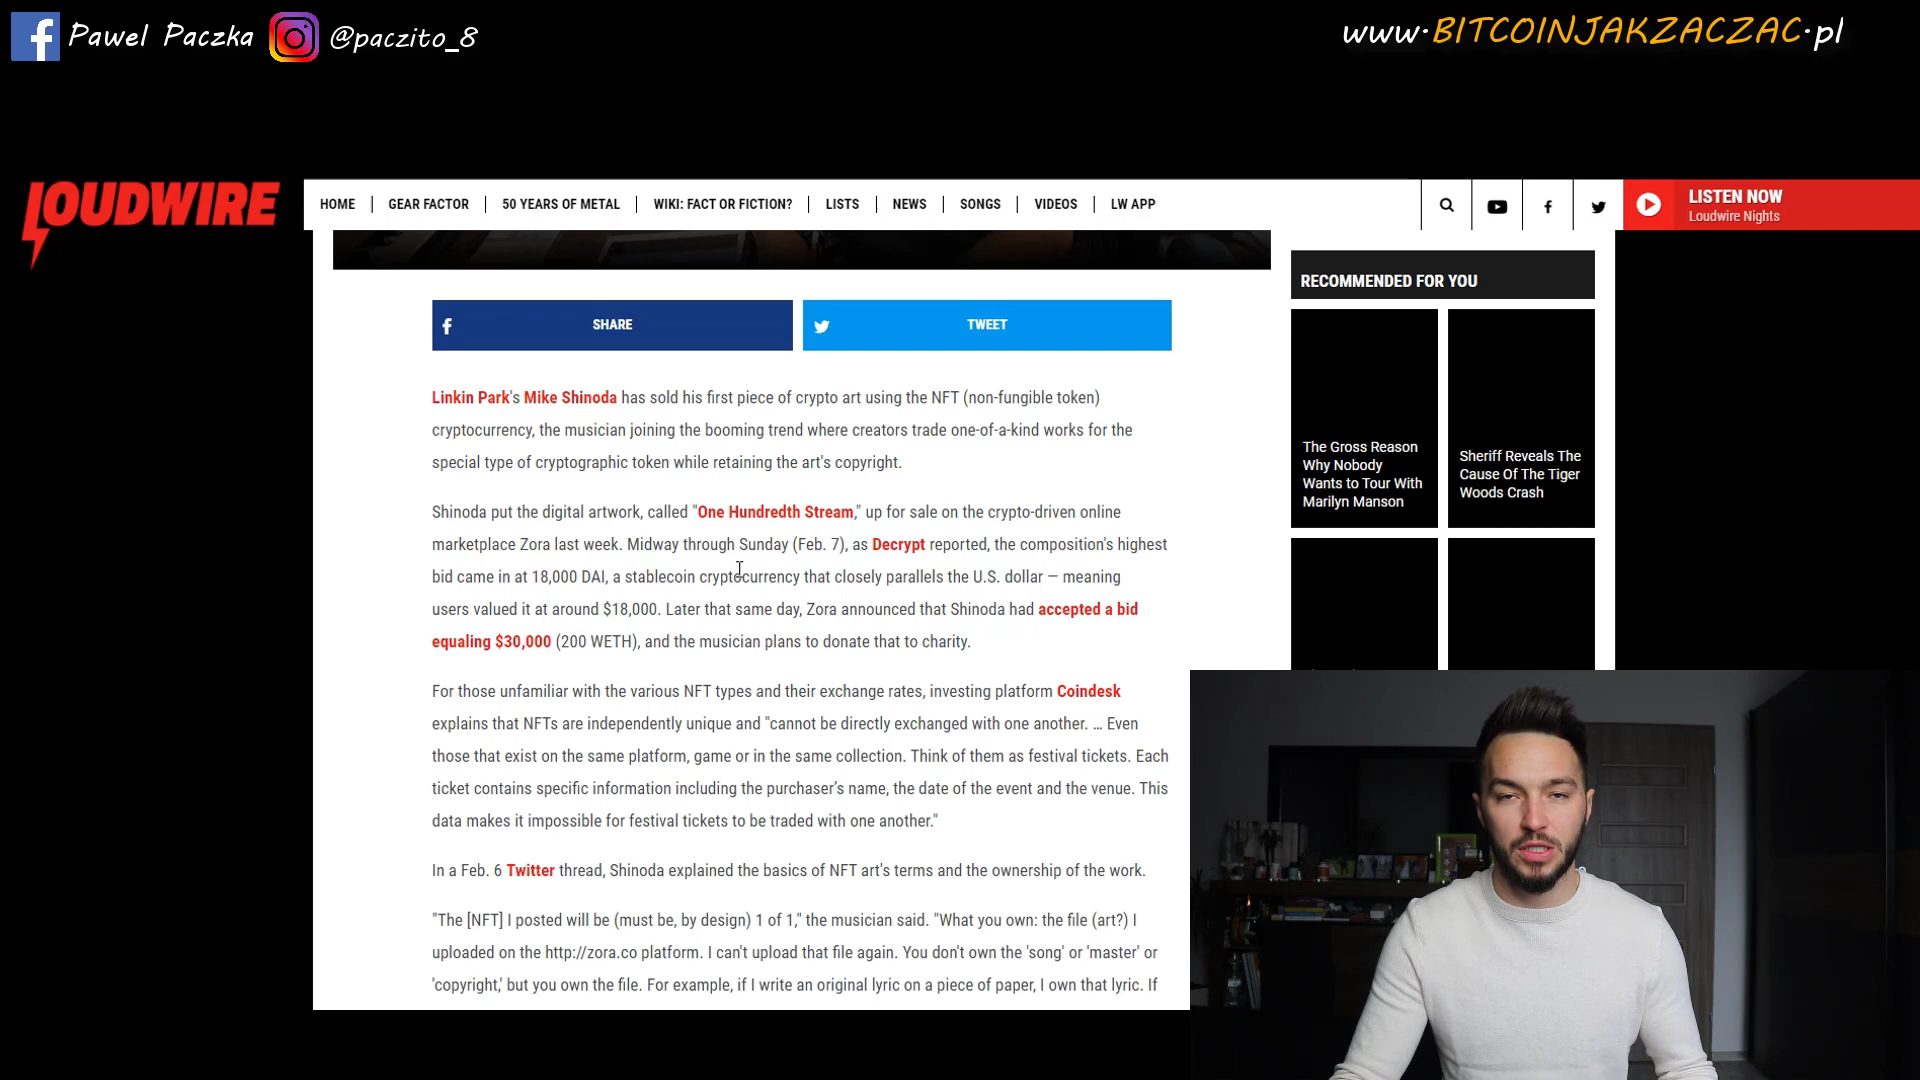 Pawel Paczka @paczito_8
www.BITCOINJAKZACZAC.pl
LOUDWIRE
HOME GEAR FACTOR 50 YEARS OF METAL WIKI: FACT OR FICTION? LISTS NEWS SONGS VIDEOS LW APP
LISTEN NOW
Loudwire Nights
SHARE
TWEET
Linkin Park's Mike Shinoda has sold his first piece of crypto art using the NFT (non-fungible token)
cryptocurrency, the musician joining the booming trend where creators trade one-of-a-kind works for the
special type of cryptographic token while retaining the art's copyright.
Shinoda put the digital artwork, called "One Hundredth Stream," up for sale on the crypto-driven online
marketplace Zora last week. Midway through Sunday (Feb. 7), as Decrypt reported, the composition's highest
bid came in at 18,000 DAI, a stablecoin cryptocurrency that closely parallels the U.S. dollar — meaning
users valued it at around $18,000. Later that same day, Zora announced that Shinoda had accepted a bid
equaling $30,000 (200 WETH), and the musician plans to donate that to charity.
For those unfamiliar with the various NFT types and their exchange rates, investing platform Coindesk
explains that NFTs are independently unique and "cannot be directly exchanged with one another. ... Even
those that exist on the same platform, game or in the same collection. Think of them as festival tickets. Each
ticket contains specific information including the purchaser's name, the date of the event and the venue. This
data makes it impossible for festival tickets to be traded with one another."
In a Feb. 6 Twitter thread, Shinoda explained the basics of NFT art's terms and the ownership of the work.
"The [NFT] I posted will be (must be, by design) 1 of 1," the musician said. "What you own: the file (art?) I
uploaded on the http://zora.co platform. I can't upload that file again. You don't own the 'song' or 'master' or
'copyright,' but you own the file. For example, if I write an original lyric on a piece of paper, I own that lyric. If
RECOMMENDED FOR YOU
The Gross Reason
Why Nobody
Wants to Tour With
Marilyn Manson
Sheriff Reveals The
Cause Of The Tiger
Woods Crash